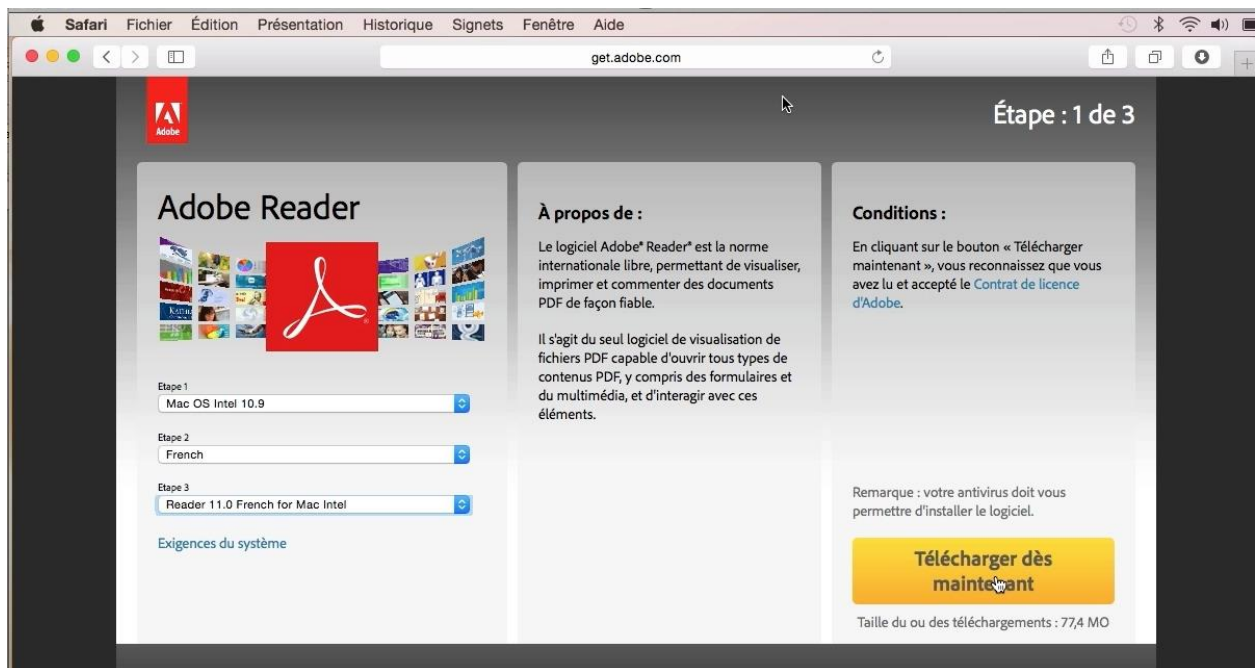 Safari Fichier Édition Présentation Historique Signets Fenêtre Aide
get.adobe.com
Adobe
Étape : 1 de 3
Adobe Reader
Etape 1
Mac OS Intel 10.9
Etape 2
French
Etape 3
Reader 11.0 French for Mac Intel
Exigences du système
À propos de :
Le logiciel Adobe® Reader® est la norme
internationale libre, permettant de visualiser,
imprimer et commenter des documents
PDF de façon fiable.
Il s'agit du seul logiciel de visualisation de
fichiers PDF capable d'ouvrir tous types de
contenus PDF, y compris des formulaires et
du multimédia, et d'interagir avec ces
éléments.
Conditions :
En cliquant sur le bouton « Télécharger
maintenant », vous reconnaissez que vous
avez lu et accepté le Contrat de licence
d'Adobe.
Remarque : votre antivirus doit vous
permettre d'installer le logiciel.
Télécharger dès
maintenant
Taille du ou des téléchargements : 77,4 MO